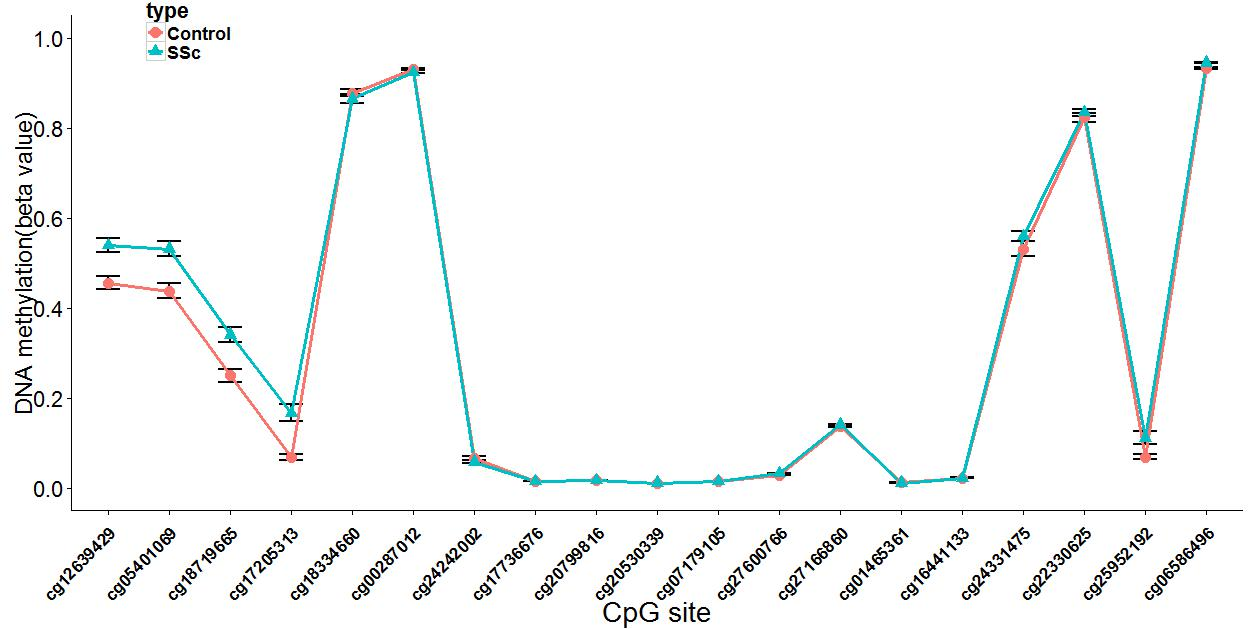 type
Control
SSc
DNA methylation(beta value)
1.0
0.8
0.6
0.4
0.2
0.0
cg12639429
cg05401069
cg18719665
cg17205313
cg18334660
cg00287012
cg24242002
cg17736676
cg20799816
cg20530339
cg07179105
cg27600766
cg27166860
cg01465361
cg16441133
cg24331475
cg22330625
cg25952192
cg06586496
CpG site